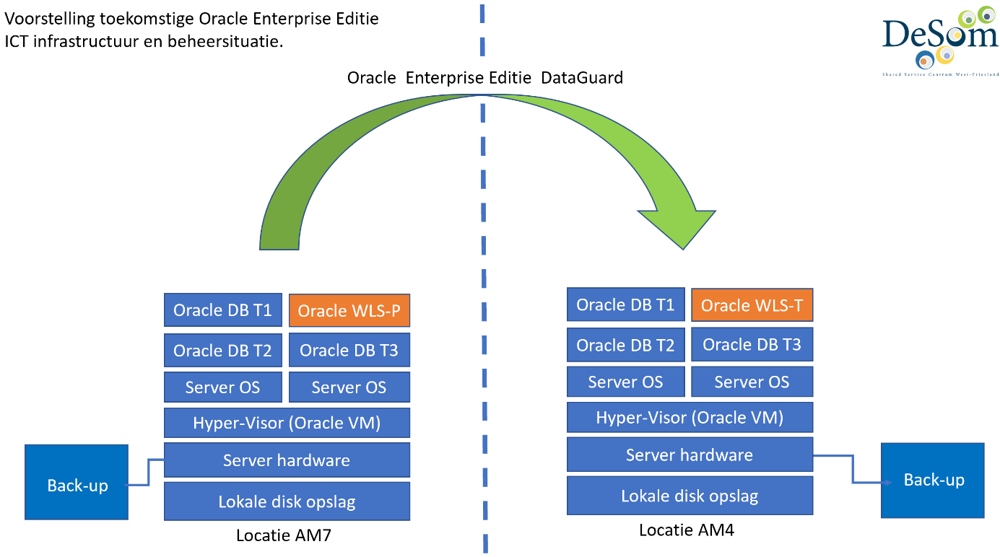 Voorstelling toekomstige Oracle Enterprise Editie
ICT infrastructuur en beheersituatie.
DeSom
Shared Service Centrum West-Friesland
Oracle Enterprise Editie DataGuard
Oracle DB T1
Oracle WLS-P
Oracle DB T2
Oracle DB T3
Server OS
Server OS
Hyper-Visor (Oracle VM)
Server hardware
Lokale disk opslag
Back-up
Locatie AM7
Oracle DB T1
Oracle WLS-T
Oracle DB T2
Oracle DB T3
Server OS
Server OS
Hyper-Visor (Oracle VM)
Server hardware
Lokale disk opslag
Back-up
Locatie AM4